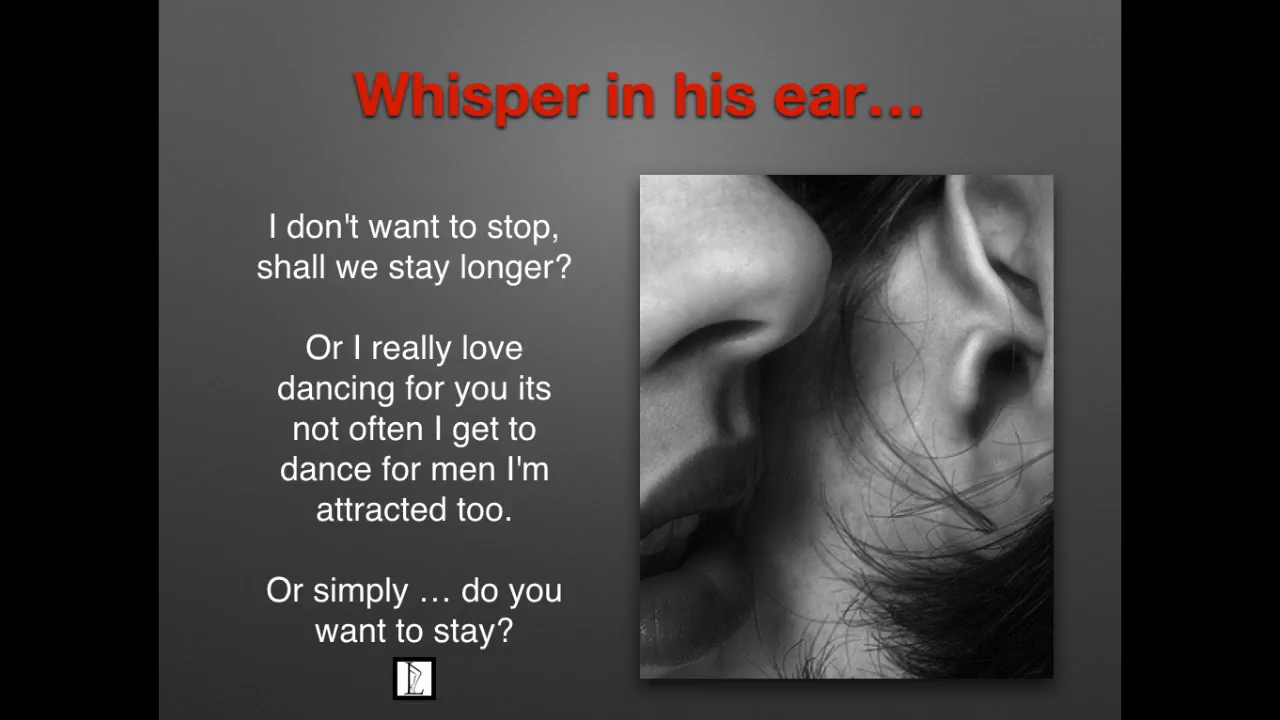 Whisper in his ear…
I don't want to stop,
shall we stay longer?
Or I really love
dancing for you its
not often I get to
dance for men I'm
attracted too.
Or simply … do you
want to stay?
L